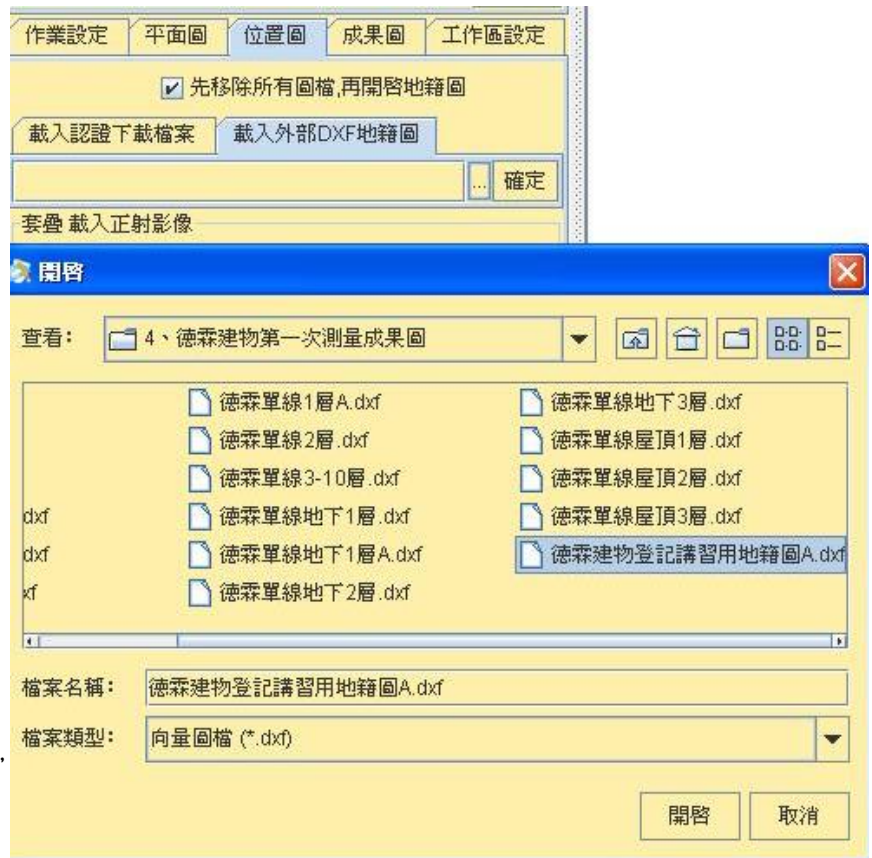 作業設定 平面圖 位置圖 成果圖 工作區設定
先移除所有圖檔,再開啓地籍圖
載入認證下載檔案 載入外部DXF地籍圖
... 確定
套疊 載入正射影像
開啓
查看： 4、德霖建物第一次測量成果圖
德霖單線1層A.dxf 德霖單線地下3層.dxf
德霖單線2層.dxf 德霖單線屋頂1層.dxf
德霖單線3-10層.dxf 德霖單線屋頂2層.dxf
dxf 德霖單線地下1層.dxf 德霖單線屋頂3層.dxf
dxf 德霖單線地下1層A.dxf 德霖建物登記講習用地籍圖A.dxf
xf 德霖單線地下2層.dxf
檔案名稱： 德霖建物登記講習用地籍圖A.dxf
檔案類型： 向量圖檔 (*.dxf)
,
開啓 取消